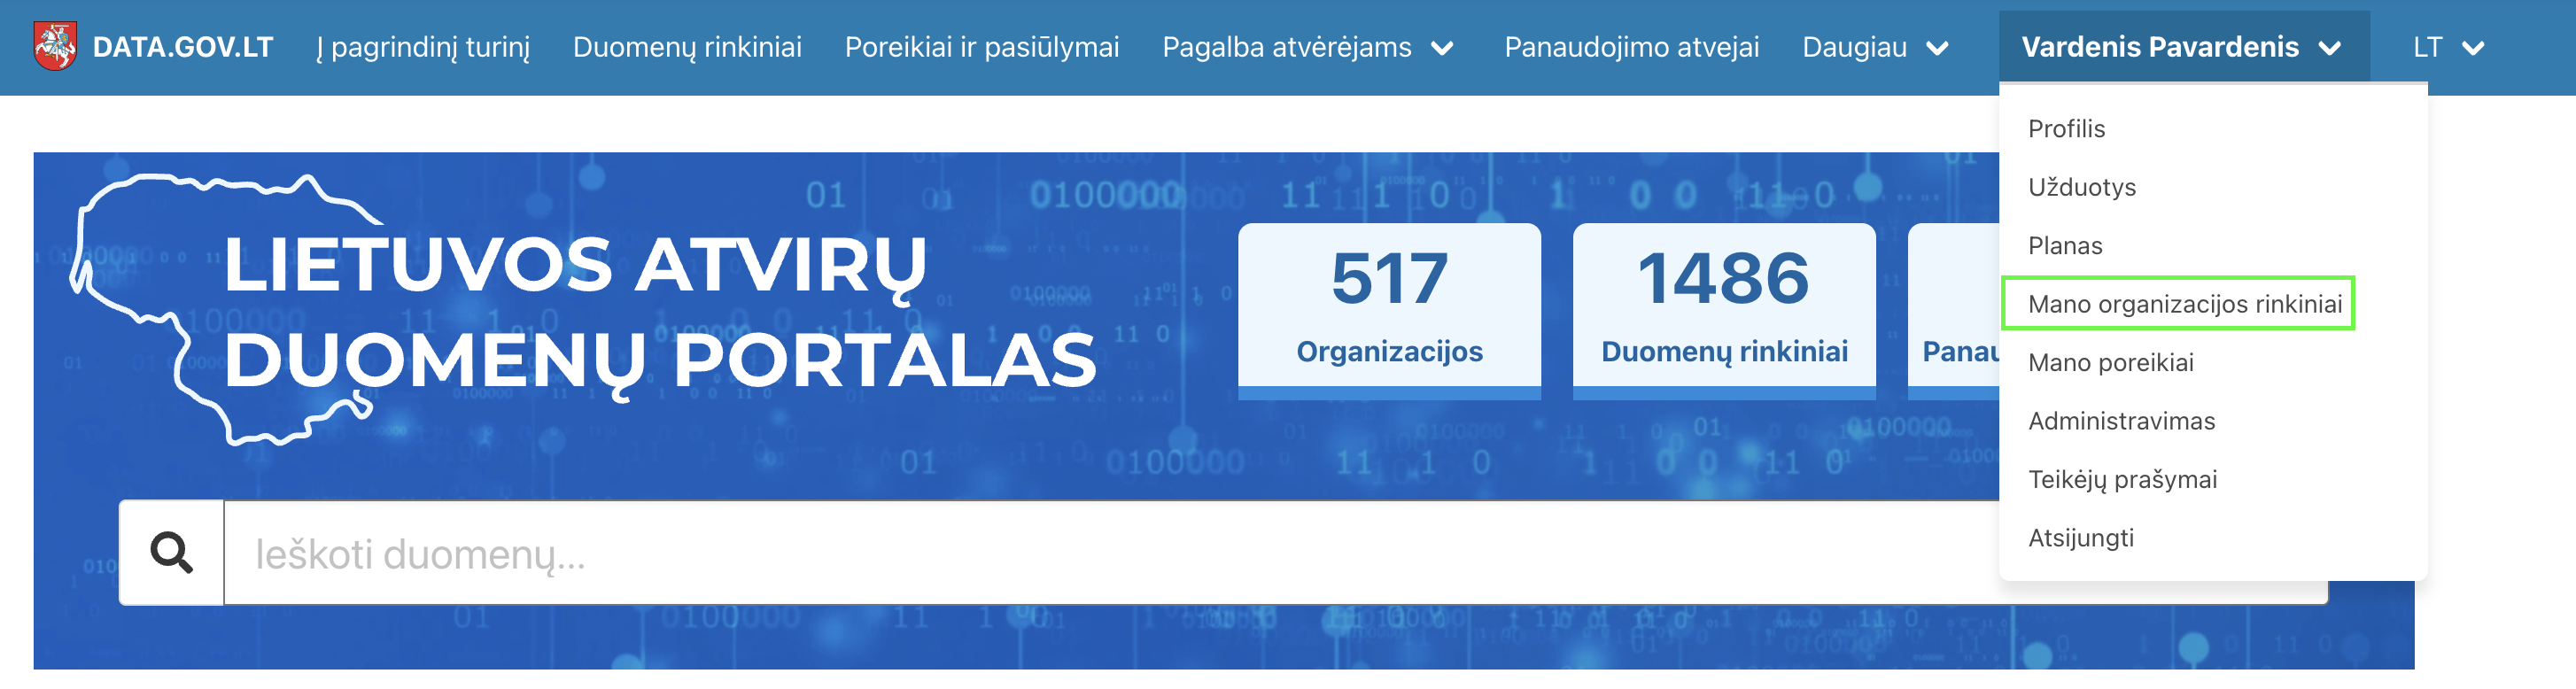 DATA.GOV.LT Į pagrindinį turinį Duomenų rinkiniai Poreikiai ir pasiūlymai Pagalba atvėrėjams Panaudojimo atvejai Daugiau Vardenis Pavardenis LT
Profilis
Užduotys
Planas
Mano organizacijos rinkiniai
Mano poreikiai
Administravimas
Teikėjų prašymai
Atsijungti
LIETUVOS ATVIRŲ
DUOMENŲ PORTALAS
517
Organizacijos
1486
Duomenų rinkiniai
Ieškoti duomenų...